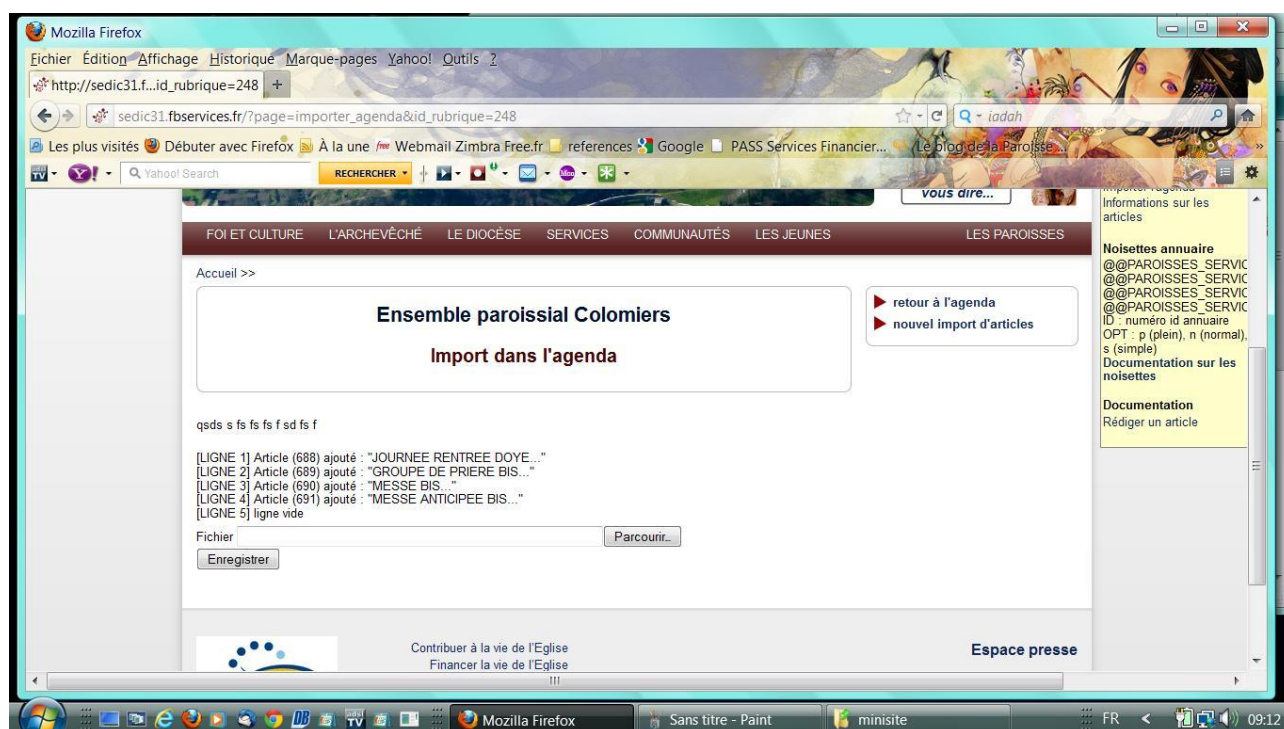 Mozilla Firefox
Fichier Édition Affichage Historique Marque-pages Yahoo! Outils ?
http://sedic31.f...id_rubrique=248 +
sedic31.fbservices.fr/?page=importer_agenda&id_rubrique=248
iadah
Les plus visités Débuter avec Firefox À la une Webmail Zimbra Free.fr references Google PASS Services Financier... Le blog de la Paroisse ...
Yahoo! Search RECHERCHER
vous dire...
Importer l'agenda
Informations sur les
articles
FOI ET CULTURE L'ARCHEVÊCHÉ LE DIOCÈSE SERVICES COMMUNAUTÉS LES JEUNES LES PAROISSES
Noisettes annuaire
@@PAROISSES_SERVIC
@@PAROISSES_SERVIC
@@PAROISSES_SERVIC
@@PAROISSES_SERVIC
ID : numéro id annuaire
OPT : p (plein), n (normal),
s (simple)
Documentation sur les
noisettes
Documentation
Rédiger un article
Accueil >>
Ensemble paroissial Colomiers
Import dans l'agenda
retour à l'agenda
nouvel import d'articles
qsds s fs fs fs f sd fs f
[LIGNE 1] Article (688) ajouté : "JOURNEE RENTREE DOYE..."
[LIGNE 2] Article (689) ajouté : "GROUPE DE PRIERE BIS..."
[LIGNE 3] Article (690) ajouté : "MESSE BIS..."
[LIGNE 4] Article (691) ajouté : "MESSE ANTICIPEE BIS..."
[LIGNE 5] ligne vide
Fichier Parcourir_
Enregistrer
Contribuer à la vie de l'Eglise
Financer la vie de l'Eglise
Espace presse
Mozilla Firefox Sans titre - Paint minisite FR 09:12